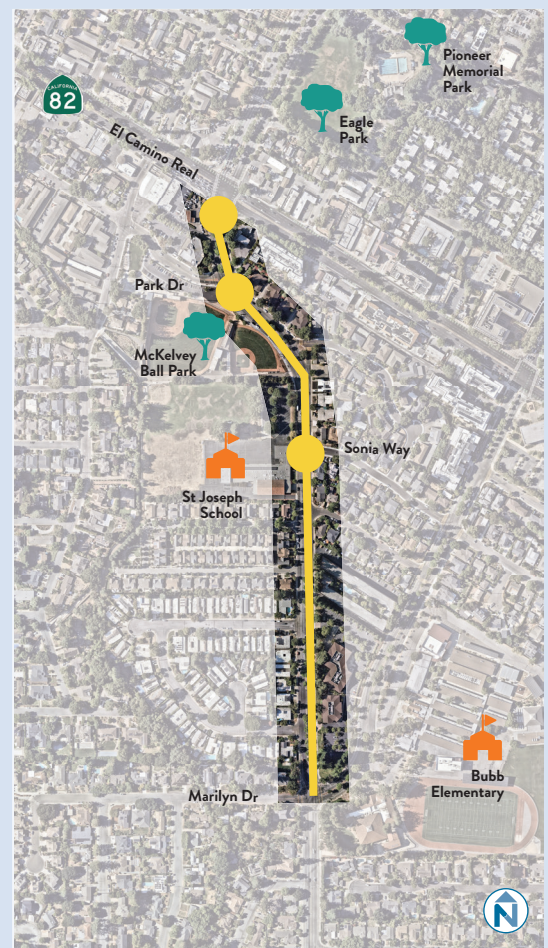 Pioneer
Memorial
Park
CALIFORNIA
82
Eagle
Park
El Camino Real
Park Dr
McKelvey
Ball Park
Sonia Way
St Joseph
School
Bubb
Elementary
Marilyn Dr
N